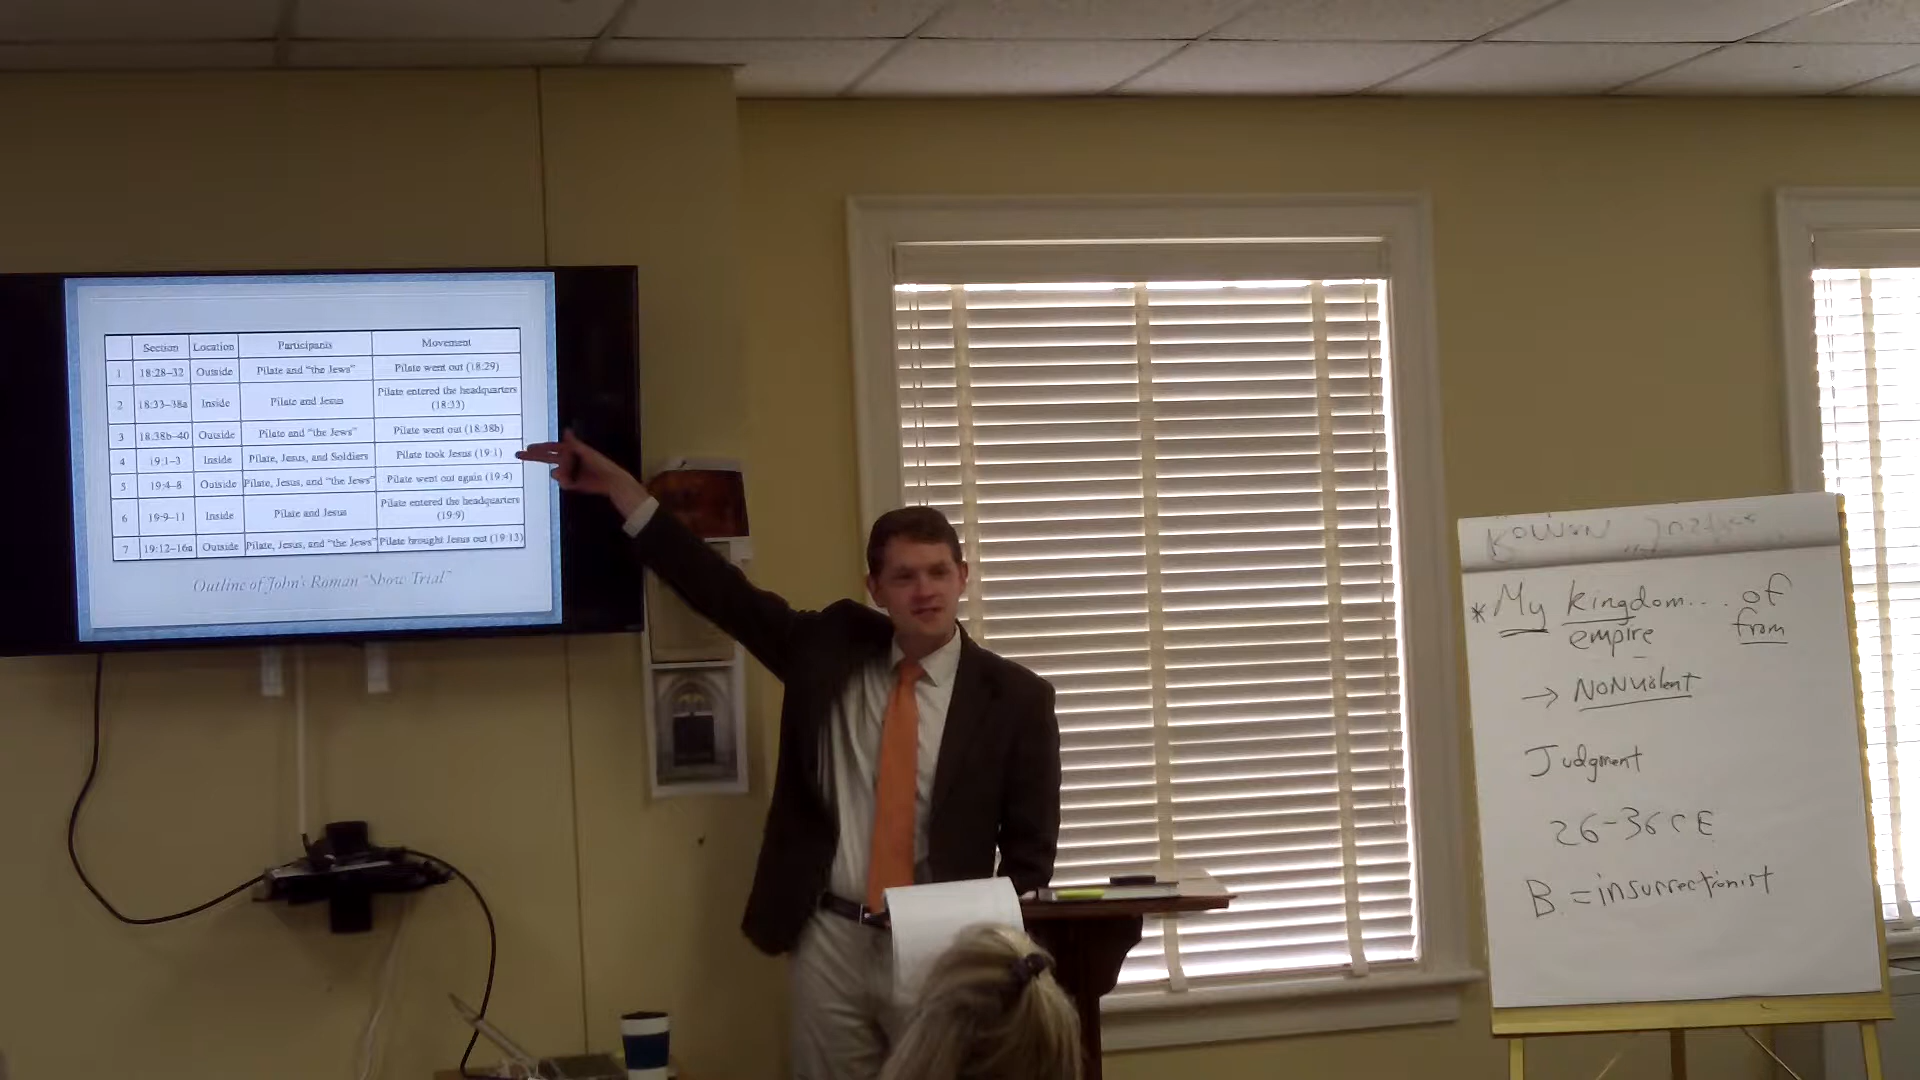 Section Location Participants Movement
1 18:28–32 Outside Pilate and "the Jews" Pilate went out (18:29)
2 18:33–38a Inside Pilate and Jesus Pilate entered the headquarters
(18:33)
3 18:38b–40 Outside Pilate and "the Jews" Pilate went out (18:38b)
4 19:1–3 Inside Pilate, Jesus, and Soldiers Pilate took Jesus (19:1)
5 19:4–8 Outside Pilate, Jesus, and "the Jews" Pilate went out again (19:4)
6 19:9–11 Inside Pilate and Jesus Pilate entered the headquarters
(19:9)
7 19:12–16a Outside Pilate, Jesus, and "the Jews" Pilate brought Jesus out (19:13)
Outline of John's Roman "Show Trial"
* My kingdom... of
empire from
→ Nonviolent
Judgment
26-36 CE
B. = insurrectionist